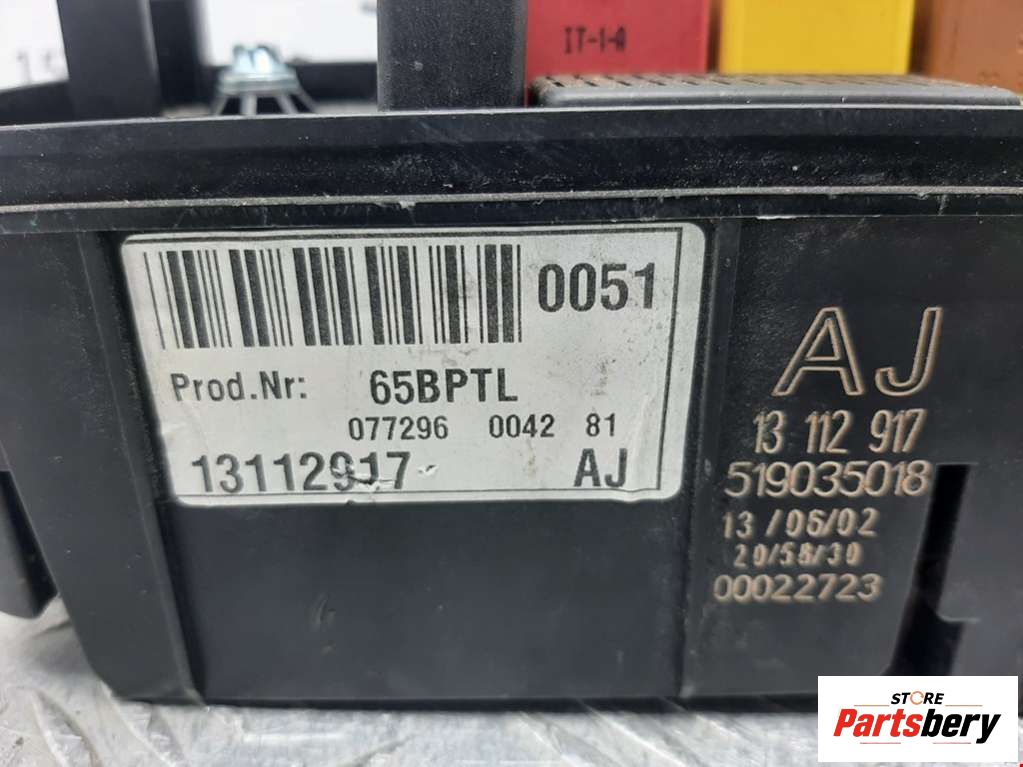 IT-1-A
0051
Prod.Nr: 65BPTL
077296 0042 81
13112917 AJ
AJ
13 112 917
519035018
13/06/02
20/58/30
00022723
STORE
Partsbery